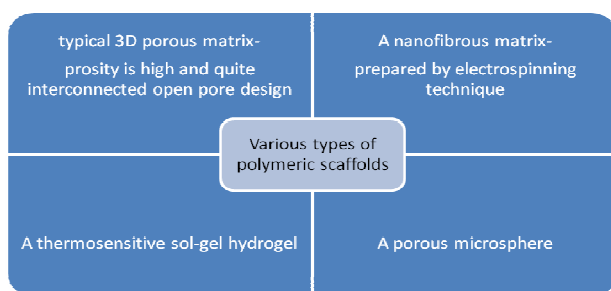 typical 3D porous matrix-
prosity is high and quite
interconnected open pore design
A nanofibrous matrix-
prepared by electrospinning
technique
Various types of
polymeric scaffolds
A thermosensitive sol-gel hydrogel
A porous microsphere